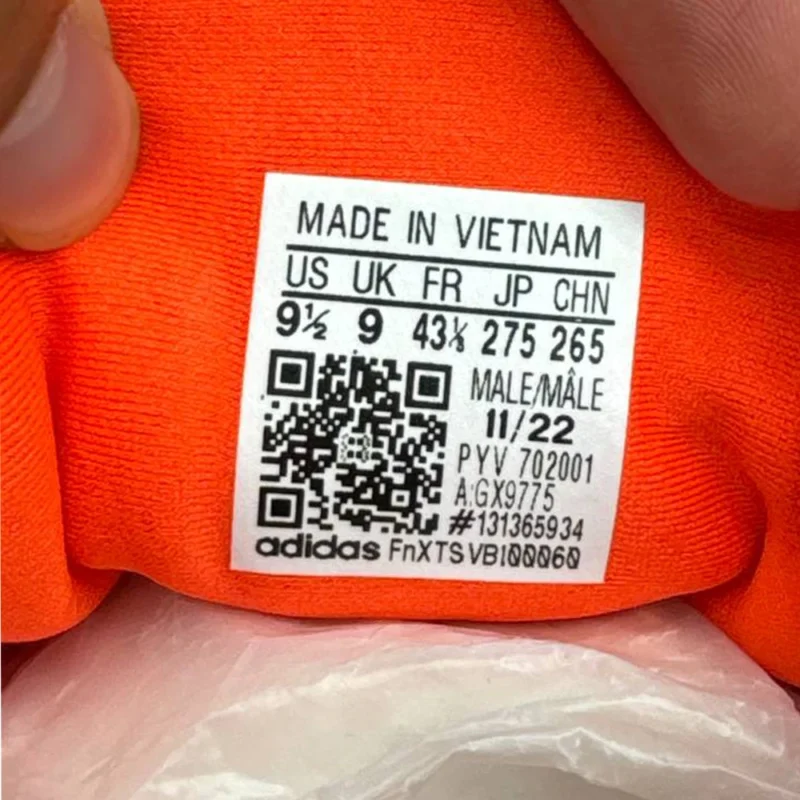 MADE IN VIETNAM
US UK FR JP CHN
9½ 9 43⅓ 275 265
MALE/MÂLE
11/22
PYV 702001
A:GX9775
#131365934
adidas FnXTSVBI00060